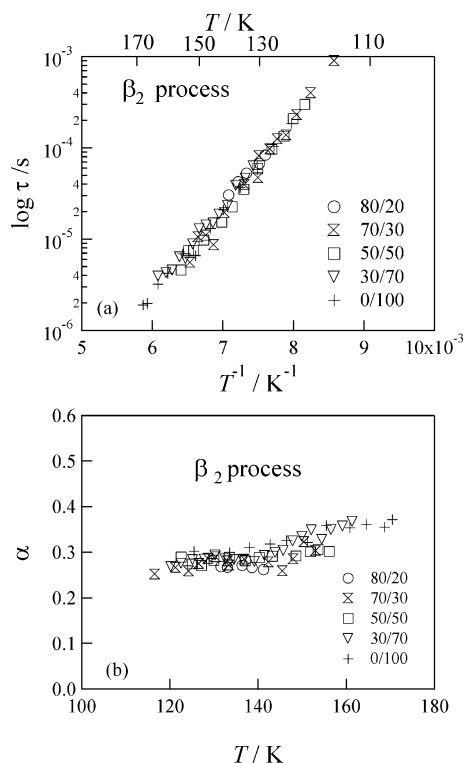 T / K
170 150 130 110
10⁻³
4
2
10⁻⁴
4
2
10⁻⁵
4
2
10⁻⁶
log τ /s
β₂ process
80/20
70/30
50/50
30/70
0/100
(a)
5 6 7 8 9 10x10⁻³
T⁻¹ / K⁻¹
0.6
0.5
0.4
0.3
0.2
0.1
0.0
α
β₂ process
80/20
70/30
50/50
30/70
0/100
(b)
100 120 140 160 180
T / K